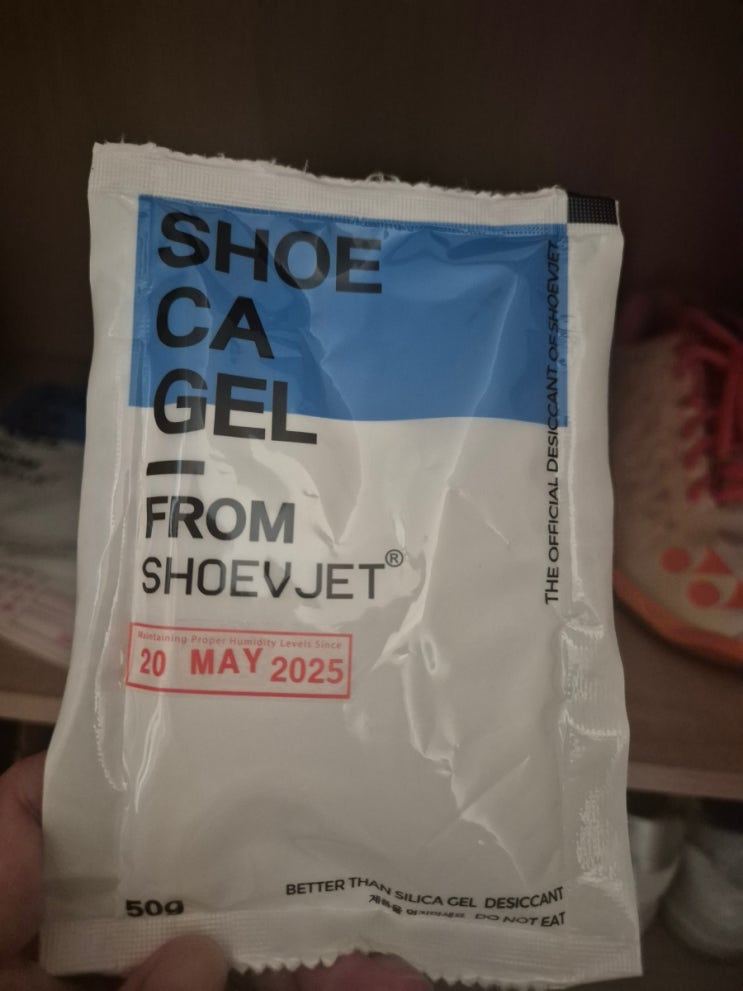 SHOE
CA
GEL
FROM
SHOEVJET®
Maintaining Proper Humidity Levels Since
20 MAY 2025
THE OFFICIAL DESICCANT OF SHOEVJET
50g
BETTER THAN SILICA GEL DESICCANT
DO NOT EAT